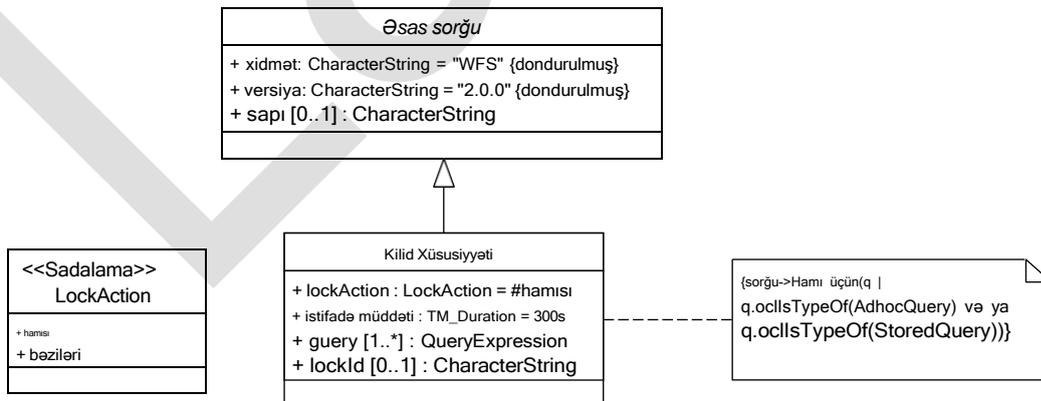 Əsas sorğu
+ xidmət: CharacterString = "WFS" {dondurulmuş}
+ versiya: CharacterString = "2.0.0" {dondurulmuş}
+ sapı [0..1] : CharacterString
<<Sadalama>>
LockAction
+ hamısı
+ bəziləri
Kilid Xüsusiyyəti
+ lockAction : LockAction = #hamısı
+ istifadə müddəti : TM_Duration = 300s
+ guery [1..*] : QueryExpression
+ lockId [0..1] : CharacterString
{sorğu->Hamı üçün(q |
q.ocIIsTypeOf(AdhocQuery) və ya
q.ocIIsTypeOf(StoredQuery))}